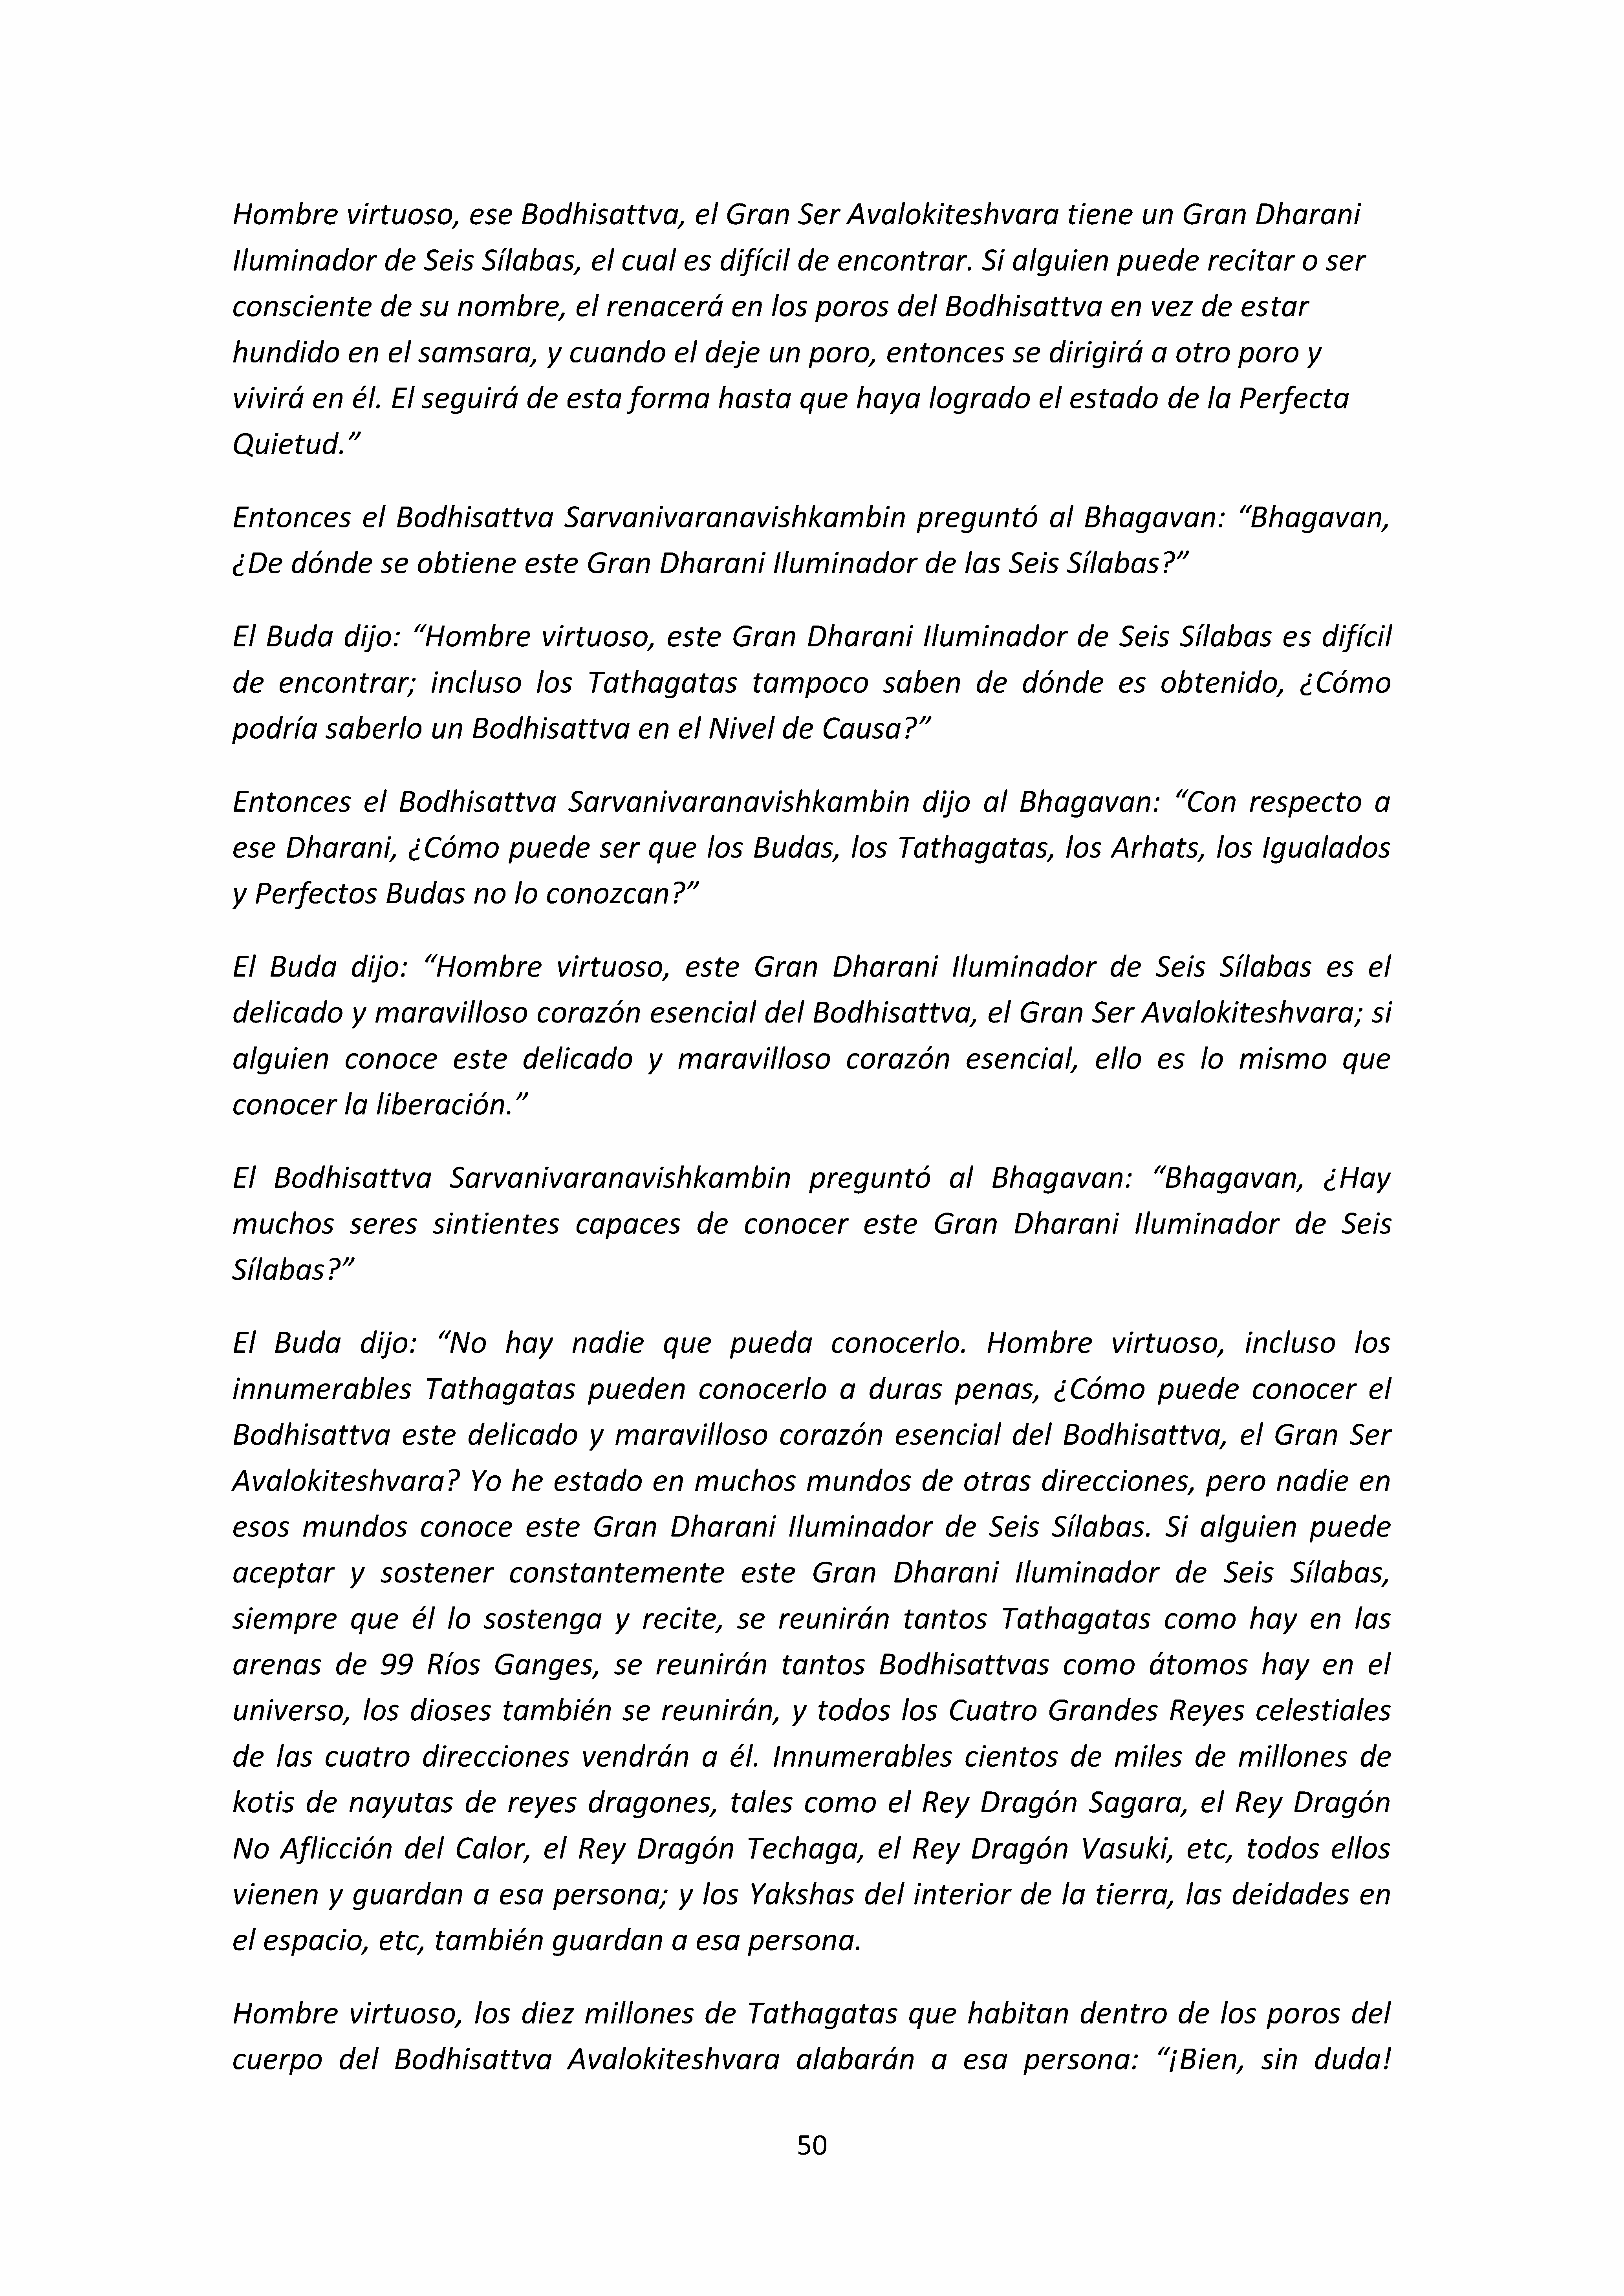 Hombre virtuoso, ese Bodhisattva, el Gran Ser Avalokiteshvara tiene un Gran Dharani
Iluminador de Seis Sílabas, el cual es difícil de encontrar. Si alguien puede recitar o ser
consciente de su nombre, el renacerá en los poros del Bodhisattva en vez de estar
hundido en el samsara, y cuando el deje un poro, entonces se dirigirá a otro poro y
vivirá en él. El seguirá de esta forma hasta que haya logrado el estado de la Perfecta
Quietud.”
Entonces el Bodhisattva Sarvanivaranavishkambin preguntó al Bhagavan: “Bhagavan,
¿De dónde se obtiene este Gran Dharani Iluminador de las Seis Sílabas?”
El Buda dijo: “Hombre virtuoso, este Gran Dharani Iluminador de Seis Sílabas es difícil
de encontrar; incluso los Tathagatas tampoco saben de dónde es obtenido, ¿Cómo
podría saberlo un Bodhisattva en el Nivel de Causa?”
Entonces el Bodhisattva Sarvanivaranavishkambin dijo al Bhagavan: “Con respecto a
ese Dharani, ¿Cómo puede ser que los Budas, los Tathagatas, los Arhats, los Igualados
y Perfectos Budas no lo conozcan?”
El Buda dijo: “Hombre virtuoso, este Gran Dharani Iluminador de Seis Sílabas es el
delicado y maravilloso corazón esencial del Bodhisattva, el Gran Ser Avalokiteshvara; si
alguien conoce este delicado y maravilloso corazón esencial, ello es lo mismo que
conocer la liberación.”
El Bodhisattva Sarvanivaranavishkambin preguntó al Bhagavan: “Bhagavan, ¿Hay
muchos seres sintientes capaces de conocer este Gran Dharani Iluminador de Seis
Sílabas?”
El Buda dijo: “No hay nadie que pueda conocerlo. Hombre virtuoso, incluso los
innumerables Tathagatas pueden conocerlo a duras penas, ¿Cómo puede conocer el
Bodhisattva este delicado y maravilloso corazón esencial del Bodhisattva, el Gran Ser
Avalokiteshvara? Yo he estado en muchos mundos de otras direcciones, pero nadie en
esos mundos conoce este Gran Dharani Iluminador de Seis Sílabas. Si alguien puede
aceptar y sostener constantemente este Gran Dharani Iluminador de Seis Sílabas,
siempre que él lo sostenga y recite, se reunirán tantos Tathagatas como hay en las
arenas de 99 Ríos Ganges, se reunirán tantos Bodhisattvas como átomos hay en el
universo, los dioses también se reunirán, y todos los Cuatro Grandes Reyes celestiales
de las cuatro direcciones vendrán a él. Innumerables cientos de miles de millones de
kotis de nayutas de reyes dragones, tales como el Rey Dragón Sagara, el Rey Dragón
No Aflicción del Calor, el Rey Dragón Techaga, el Rey Dragón Vasuki, etc, todos ellos
vienen y guardan a esa persona; y los Yakshas del interior de la tierra, las deidades en
el espacio, etc, también guardan a esa persona.
Hombre virtuoso, los diez millones de Tathagatas que habitan dentro de los poros del
cuerpo del Bodhisattva Avalokiteshvara alabarán a esa persona: “¡Bien, sin duda!
50